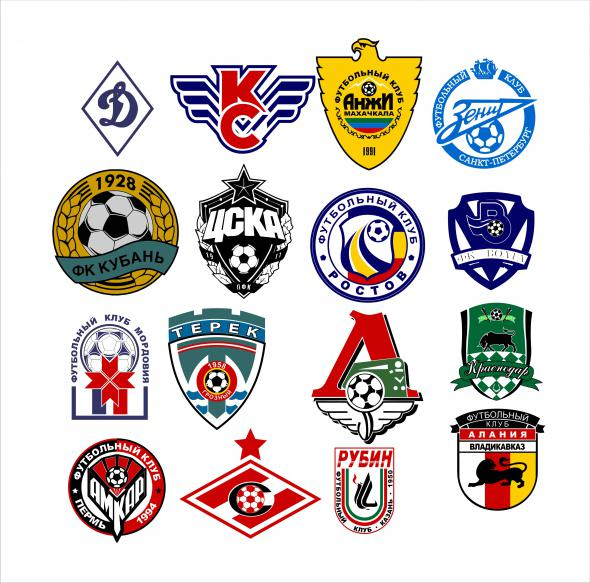 Д
КС
ФУТБОЛЬНЫЙ КЛУБ
АНЖИ
МАХАЧКАЛА
1991
ФУТБОЛЬНЫЙ КЛУБ
Зенит
САНКТ-ПЕТЕРБУРГ
1928
ФК КУБАНЬ
ЦСКА
ПФК
ФУТБОЛЬНЫЙ КЛУБ
РОСТОВ
В
ФК ВОЛГА
ФУТБОЛЬНЫЙ КЛУБ МОРДОВИЯ
ТЕРЕК
1958
ГРОЗНЫЙ
Л
Краснодар
ФУТБОЛЬНЫЙ
КЛУБ
АЛАНИЯ
ВЛАДИКАВКАЗ
ФУТБОЛЬНЫЙ КЛУБ
АМКАР
ПЕРМЬ 1994
С
РУБИН
ФУТБОЛЬНЫЙ КЛУБ КАЗАНЬ 1950